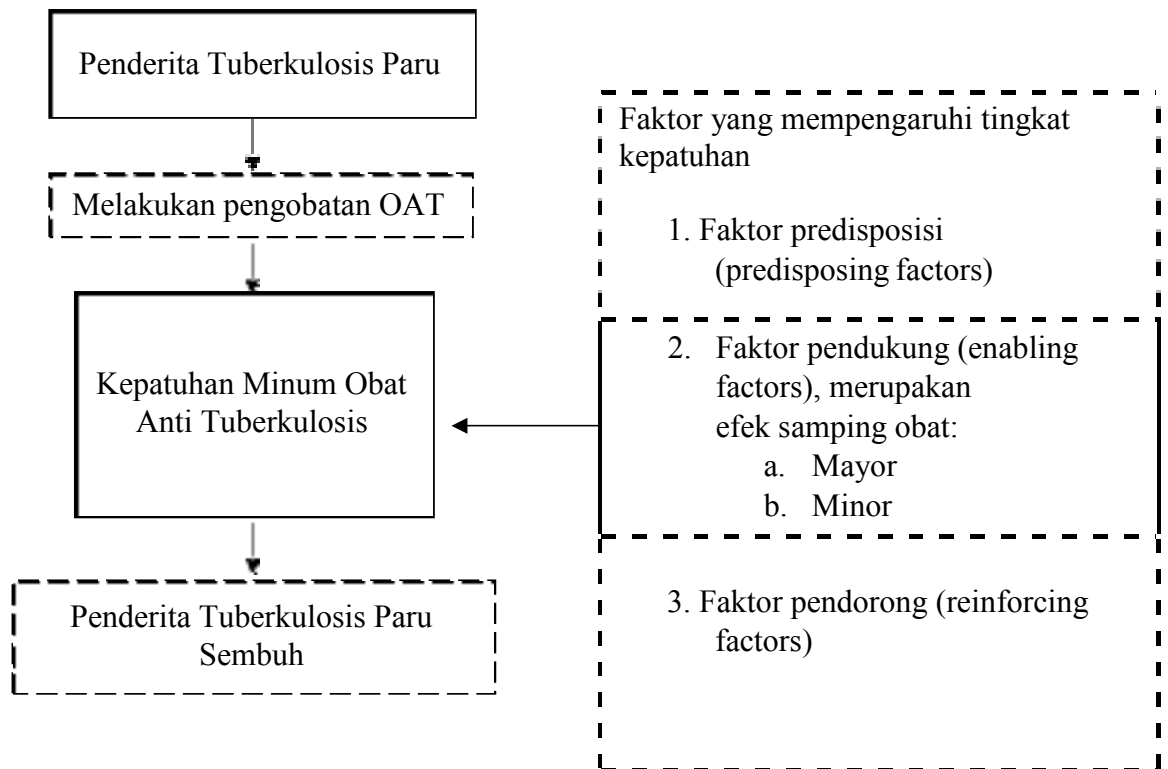 Penderita Tuberkulosis Paru
Melakukan pengobatan OAT
Kepatuhan Minum Obat
Anti Tuberkulosis
Penderita Tuberkulosis Paru
Sembuh
Faktor yang mempengaruhi tingkat
kepatuhan
1. Faktor predisposisi
(predisposing factors)
2. Faktor pendukung (enabling
factors), merupakan
efek samping obat:
a. Mayor
b. Minor
3. Faktor pendorong (reinforcing
factors)